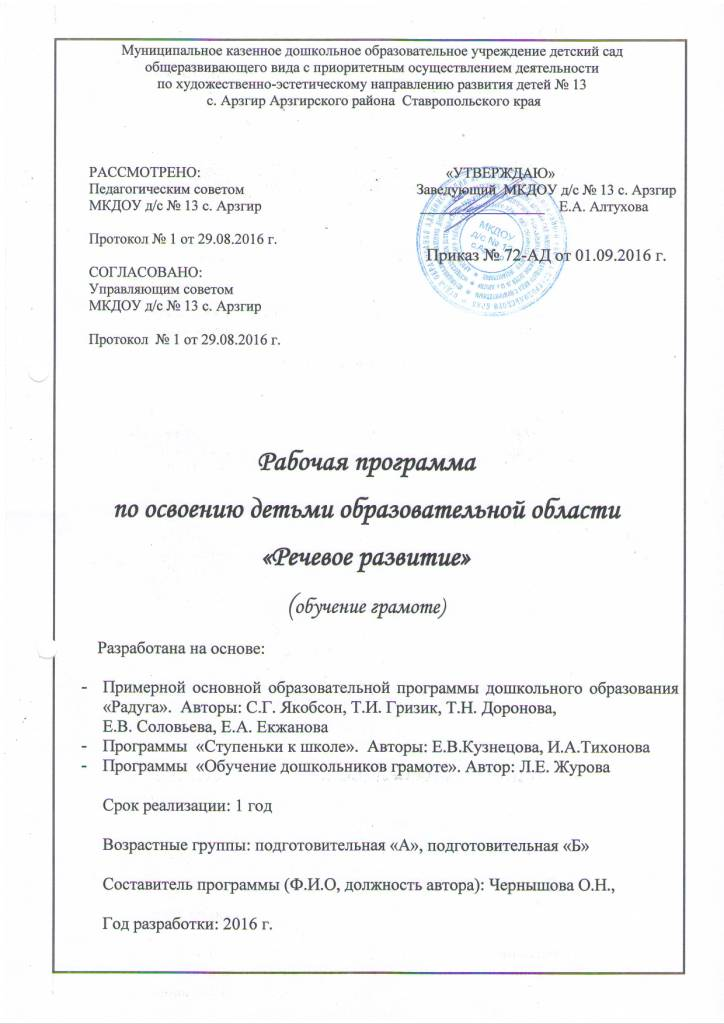 Муниципальное казенное дошкольное образовательное учреждение детский сад
общеразвивающего вида с приоритетным осуществлением деятельности
по художественно-эстетическому направлению развития детей № 13
с. Арзгир Арзгирского района Ставропольского края
РАССМОТРЕНО:
Педагогическим советом
МКДОУ д/с № 13 с. Арзгир
Протокол № 1 от 29.08.2016 г.
СОГЛАСОВАНО:
Управляющим советом
МКДОУ д/с № 13 с. Арзгир
Протокол № 1 от 29.08.2016 г.
«УТВЕРЖДАЮ»
Заведующий МКДОУ д/с № 13 с. Арзгир
Е.А. Алтухова
Приказ № 72-АД от 01.09.2016 г.
МКДОУ
д/с № 13
Рабочая программа
по освоению детьми образовательной области
«Речевое развитие»
(обучение грамоте)
Разработана на основе:
- Примерной основной образовательной программы дошкольного образования
«Радуга». Авторы: С.Г. Якобсон, Т.И. Гризик, Т.Н. Доронова,
Е.В. Соловьева, Е.А. Екжанова
- Программы «Ступеньки к школе». Авторы: Е.В.Кузнецова, И.А.Тихонова
- Программы «Обучение дошкольников грамоте». Автор: Л.Е. Журова
Срок реализации: 1 год
Возрастные группы: подготовительная «А», подготовительная «Б»
Составитель программы (Ф.И.О, должность автора): Чернышова О.Н.,
Год разработки: 2016 г.